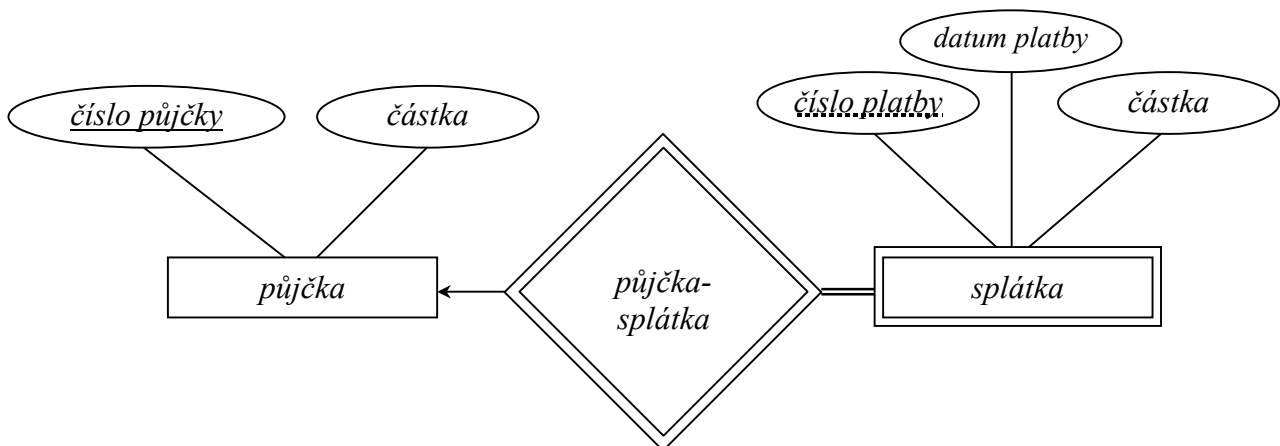 datum platby
číslo půjčky
částka
číslo platby
částka
půjčka
půjčka-
splátka
splátka